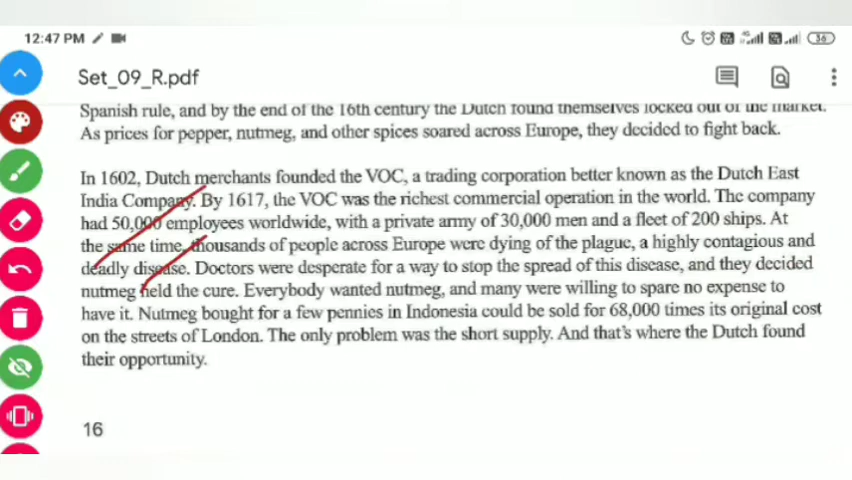 12:47 PM
36
Set_09_R.pdf
Spanish rule, and by the end of the 16th century the Dutch found themselves locked out of the market.
As prices for pepper, nutmeg, and other spices soared across Europe, they decided to fight back.
In 1602, Dutch merchants founded the VOC, a trading corporation better known as the Dutch East
India Company. By 1617, the VOC was the richest commercial operation in the world. The company
had 50,000 employees worldwide, with a private army of 30,000 men and a fleet of 200 ships. At
the same time, thousands of people across Europe were dying of the plague, a highly contagious and
deadly disease. Doctors were desperate for a way to stop the spread of this disease, and they decided
nutmeg held the cure. Everybody wanted nutmeg, and many were willing to spare no expense to
have it. Nutmeg bought for a few pennies in Indonesia could be sold for 68,000 times its original cost
on the streets of London. The only problem was the short supply. And that's where the Dutch found
their opportunity.
16